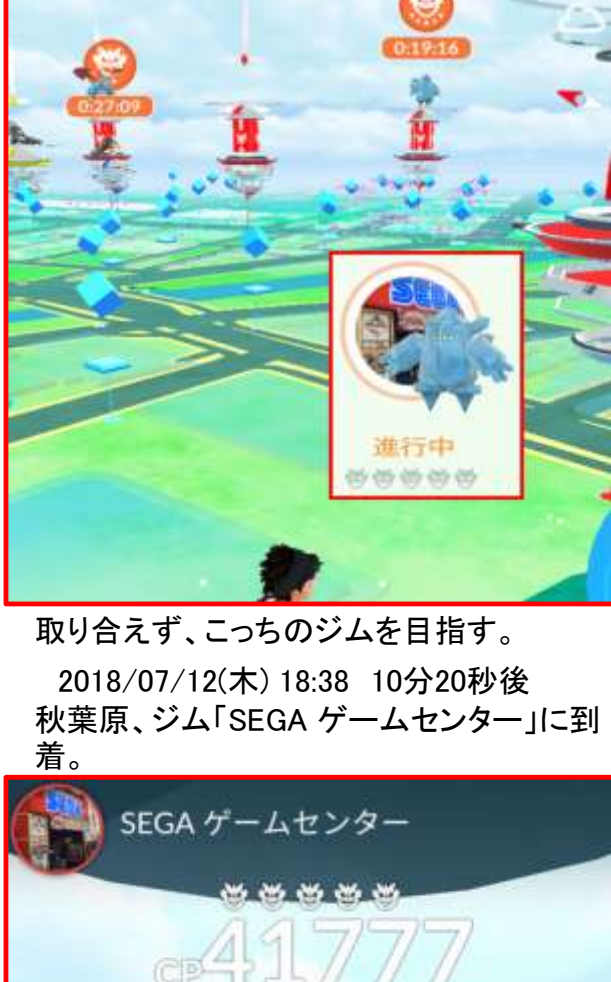 0:19:16
0:27:09
SEGA
進行中
取り合えず、こっちのジムを目指す。
2018/07/12(木) 18:38 10分20秒後
秋葉原、ジム「SEGA ゲームセンター」に到
着。
SEGA ゲームセンター
CP41777